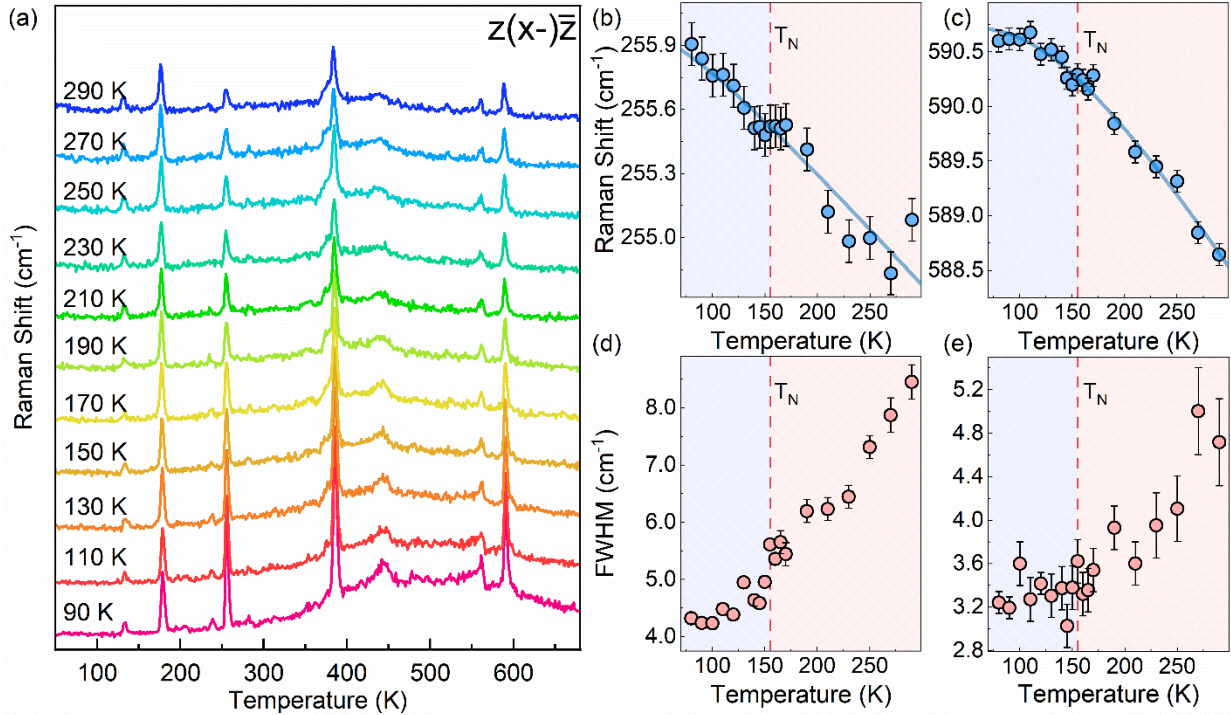 (a)
z(x-)z̄
290 K
270 K
250 K
230 K
210 K
190 K
170 K
150 K
130 K
110 K
90 K
Raman Shift (cm⁻¹)
100 200 300 400 500 600
Temperature (K)
(b)
T_N
255.9
255.6
255.3
255.0
Raman Shift (cm⁻¹)
100 150 200 250
Temperature (K)
(c)
T_N
590.5
590.0
589.5
589.0
588.5
100 150 200 250
Temperature (K)
(d)
T_N
8.0
7.0
6.0
5.0
4.0
FWHM (cm⁻¹)
100 150 200 250
Temperature (K)
(e)
T_N
5.2
4.8
4.4
4.0
3.6
3.2
2.8
100 150 200 250
Temperature (K)